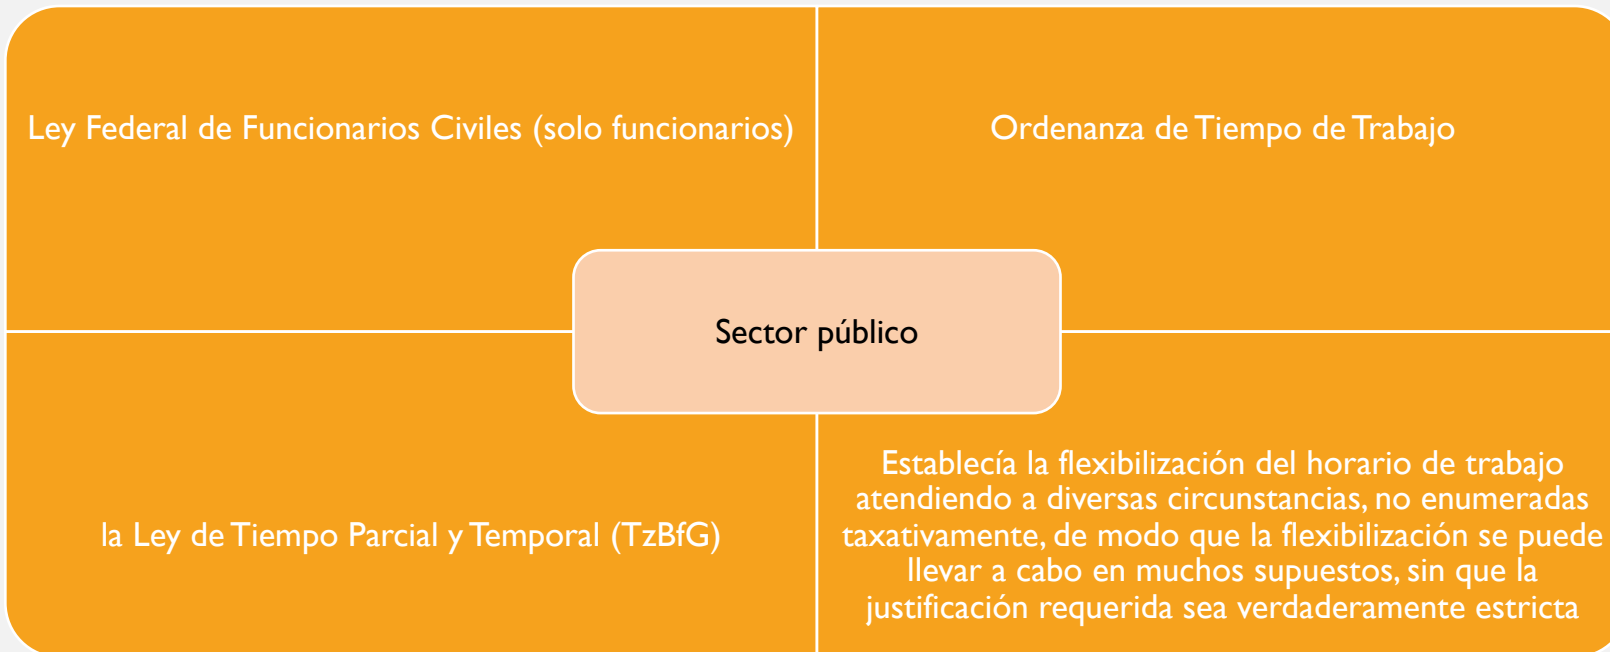 Ley Federal de Funcionarios Civiles (solo funcionarios)
Ordenanza de Tiempo de Trabajo
Sector público
la Ley de Tiempo Parcial y Temporal (TzBfG)
Establecía la flexibilización del horario de trabajo
atendiendo a diversas circunstancias, no enumeradas
taxativamente, de modo que la flexibilización se puede
llevar a cabo en muchos supuestos, sin que la
justificación requerida sea verdaderamente estricta